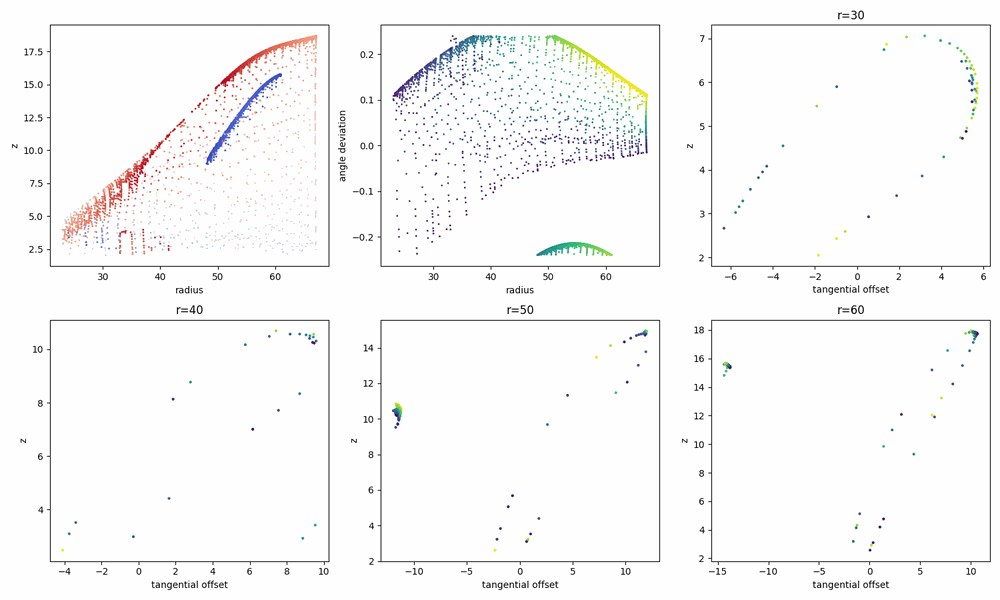 r=30
17.5
15.0
12.5
10.0
7.5
5.0
2.5
z
30 40 50 60
radius
0.2
0.1
0.0
−0.1
−0.2
angle deviation
30 40 50 60
radius
7
6
5
4
3
2
z
−6 −4 −2 0 2 4 6
tangential offset
r=40
10
8
6
4
z
−4 −2 0 2 4 6 8 10
tangential offset
r=50
14
12
10
8
6
4
2
z
−10 −5 0 5 10
tangential offset
r=60
18
16
14
12
10
8
6
4
2
z
−15 −10 −5 0 5 10
tangential offset